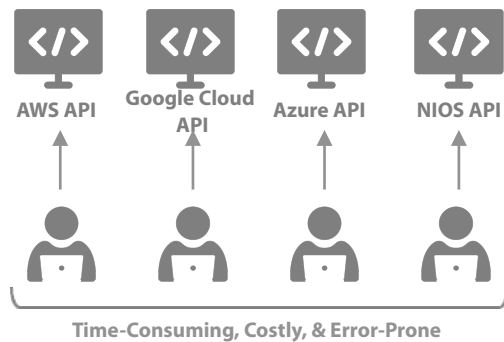 </>
</>
</>
</>
AWS API
Google Cloud
API
Azure API
NIOS API
Time-Consuming, Costly, & Error-Prone